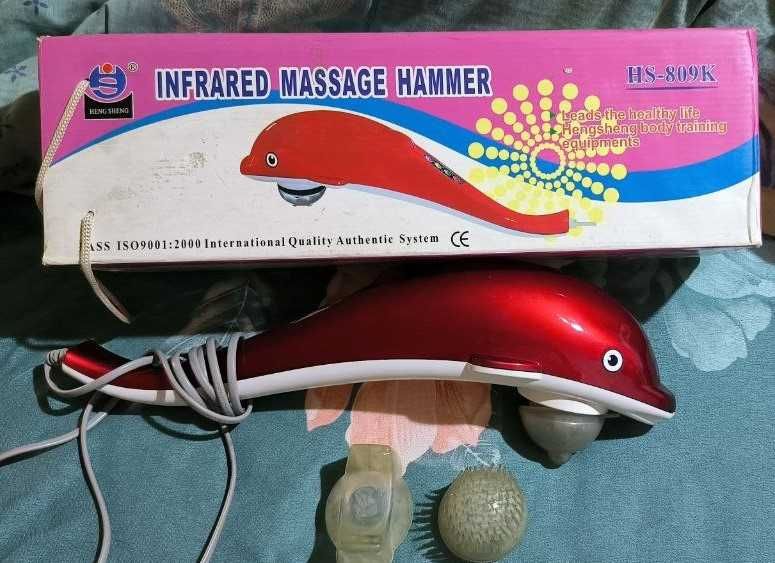 HENG SHENG
®
INFRARED MASSAGE HAMMER
HS-809K
Leads the healthy life
Hengsheng body training
equipments
ASS ISO9001:2000 International Quality Authentic System CE